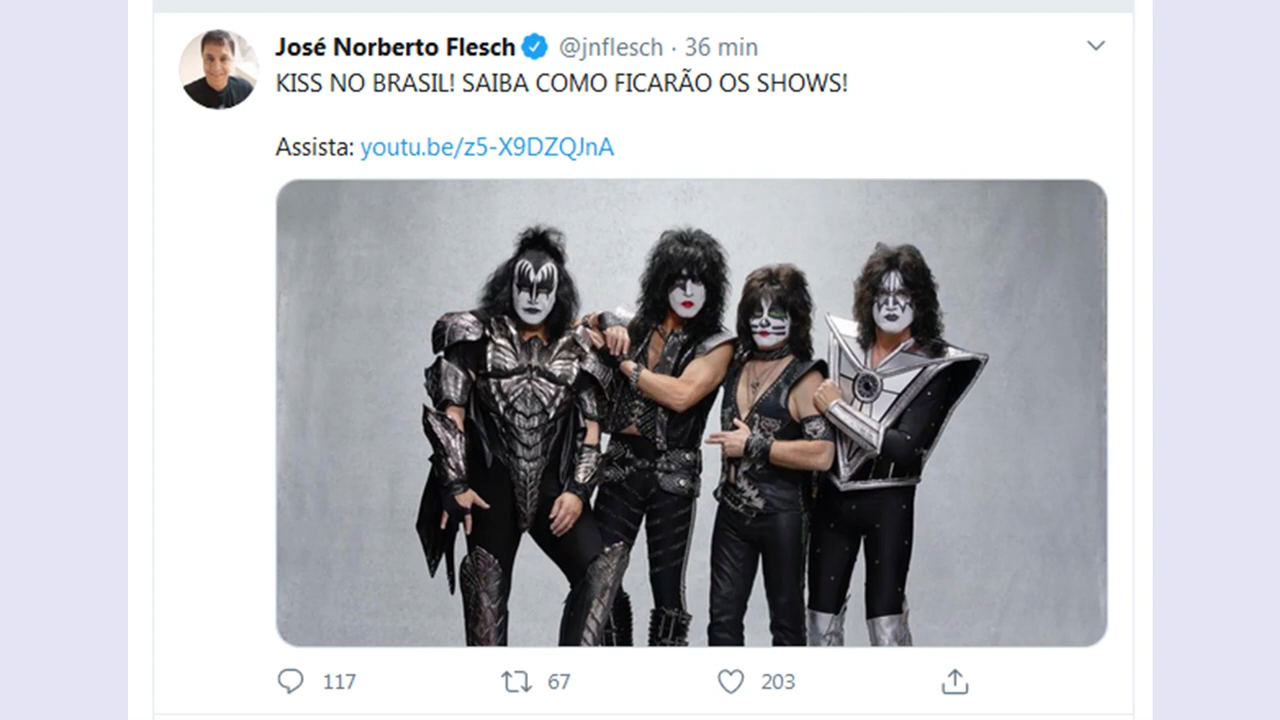 José Norberto Flesch @jnflesch · 36 min
KISS NO BRASIL! SAIBA COMO FICARÃO OS SHOWS!
Assista: youtu.be/z5-X9DZQJnA
117 67 203